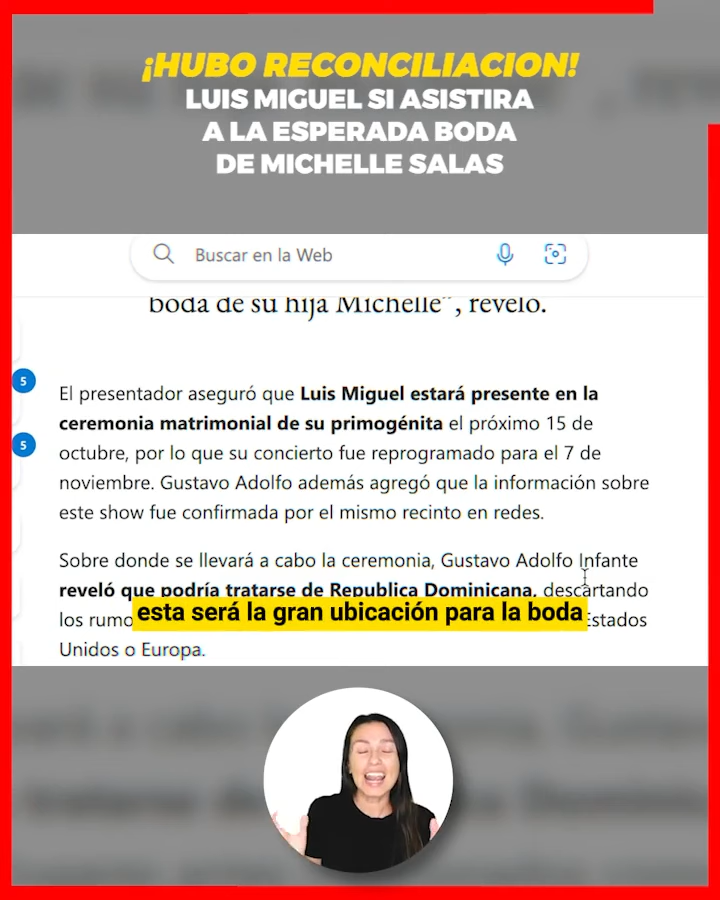 ¡HUBO RECONCILIACION!
LUIS MIGUEL SI ASISTIRA
A LA ESPERADA BODA
DE MICHELLE SALAS
Buscar en la Web
boda de su hija Michelle", reveló.
5
El presentador aseguró que Luis Miguel estará presente en la
ceremonia matrimonial de su primogénita el próximo 15 de
5
octubre, por lo que su concierto fue reprogramado para el 7 de
noviembre. Gustavo Adolfo además agregó que la información sobre
este show fue confirmada por el mismo recinto en redes.
Sobre donde se llevará a cabo la ceremonia, Gustavo Adolfo Infante
reveló que podría tratarse de Republica Dominicana, descartando
los rumo
esta será la gran ubicación para la boda
Estados
Unidos o Europa.